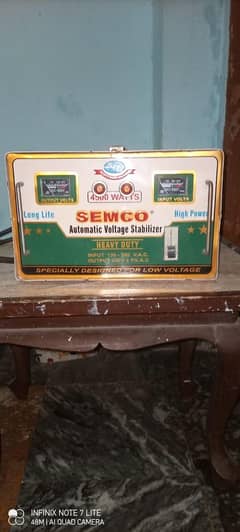 4500 WATTS
OUTPUT VOLTS
INPUT VOLTS
Long Life
SEMCO
High Power
Automatic Voltage Stabilizer
HEAVY DUTY
SPECIALLY DESIGNED FOR LOW VOLTAGE
INFINIX NOTE 7 LITE
48M | AI QUAD CAMERA